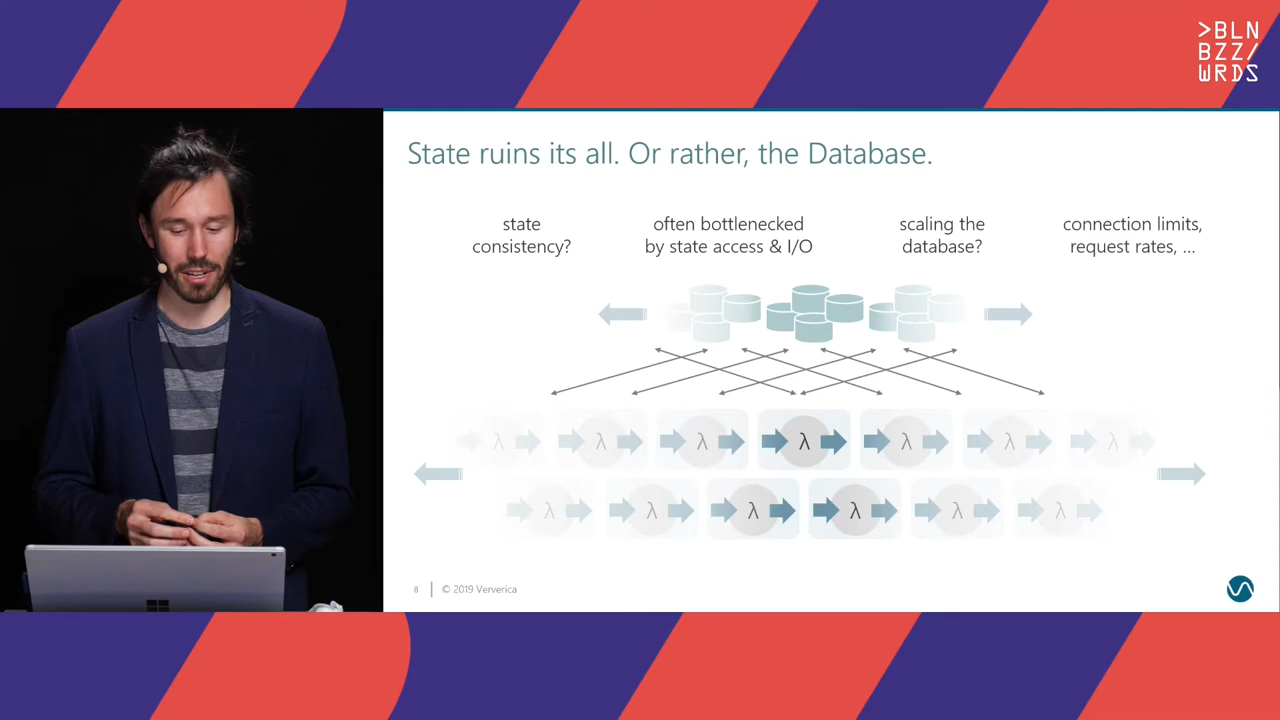 >BLN
BZZ/
WRDS
State ruins its all. Or rather, the Database.
state
consistency?
often bottlenecked
by state access & I/O
scaling the
database?
connection limits,
request rates, ...
λ λ λ λ λ λ λ
λ λ λ λ λ λ
8 | © 2019 Ververica